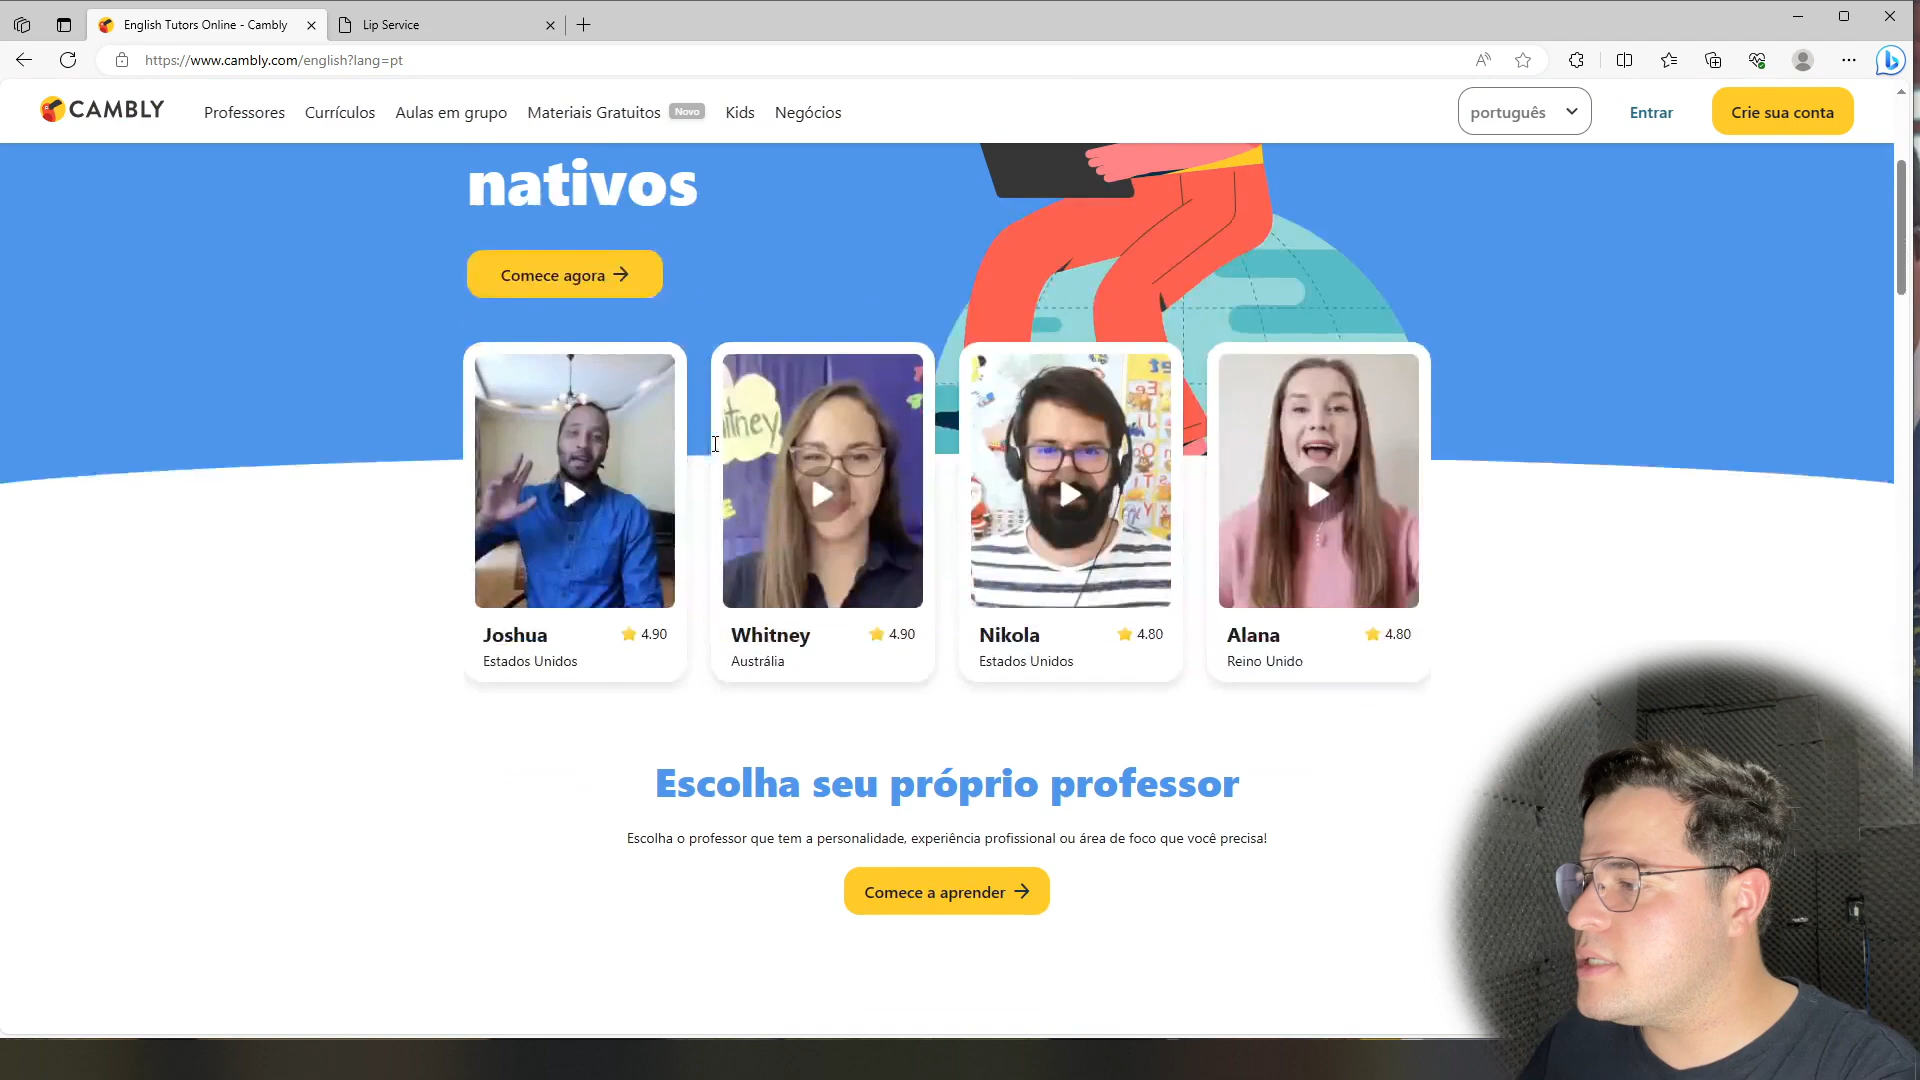 English Tutors Online - Cambly
Lip Service
https://www.cambly.com/english?lang=pt
CAMBLY
Professores
Currículos
Aulas em grupo
Materiais Gratuitos Novo
Kids
Negócios
português
Entrar
Crie sua conta
nativos
Comece agora →
Joshua
4.90
Estados Unidos
Whitney
4.90
Austrália
Nikola
4.80
Estados Unidos
Alana
4.80
Reino Unido
Escolha seu próprio professor
Escolha o professor que tem a personalidade, experiência profissional ou área de foco que você precisa!
Comece a aprender →